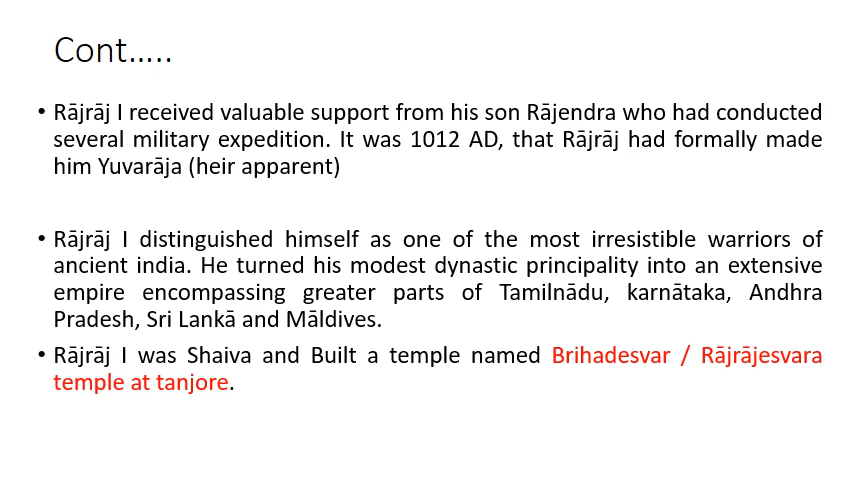 Cont…..
• Rājrāj I received valuable support from his son Rājendra who had conducted
several military expedition. It was 1012 AD, that Rājrāj had formally made
him Yuvarāja (heir apparent)
• Rājrāj I distinguished himself as one of the most irresistible warriors of
ancient india. He turned his modest dynastic principality into an extensive
empire encompassing greater parts of Tamilnādu, karnātaka, Andhra
Pradesh, Sri Lankā and Māldives.
• Rājrāj I was Shaiva and Built a temple named Brihadesvar / Rājrājesvara
temple at tanjore.